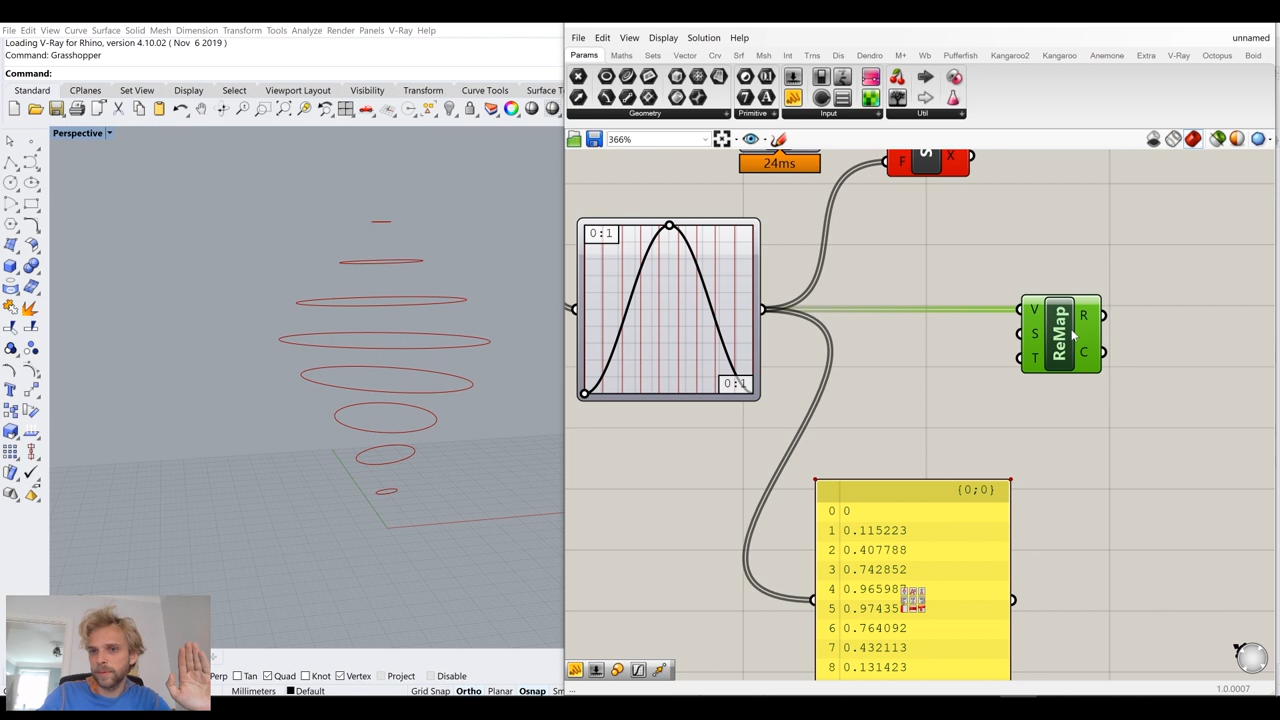 File Edit View Curve Surface Solid Mesh Dimension Transform Tools Analyze Render Panels V-Ray Help
Loading V-Ray for Rhino, version 4.10.02 ( Nov 6 2019 )
Command: Grasshopper
Command:
Standard CPlanes Set View Display Select Viewport Layout Visibility Transform Curve Tools Surface To
Perspective
Perp Tan Quad Knot Vertex Project Disable
Millimeters Default Grid Snap Ortho Planar Osnap Sm
File Edit View Display Solution Help unnamed
Params Maths Sets Vector Crv Srf Msh Int Trns Dis Dendro M+ Wb Pufferfish Kangaroo2 Kangaroo Anemone Extra V-Ray Octopus Boid
Geometry Primitive Input Util
366%
24ms
F S X
0:1
0:1
V S T ReMap R C
{0;0}
0 0
1 0.115223
2 0.407788
3 0.742852
4 0.96598
5 0.97435
6 0.764092
7 0.432113
8 0.131423
...
1.0.0007